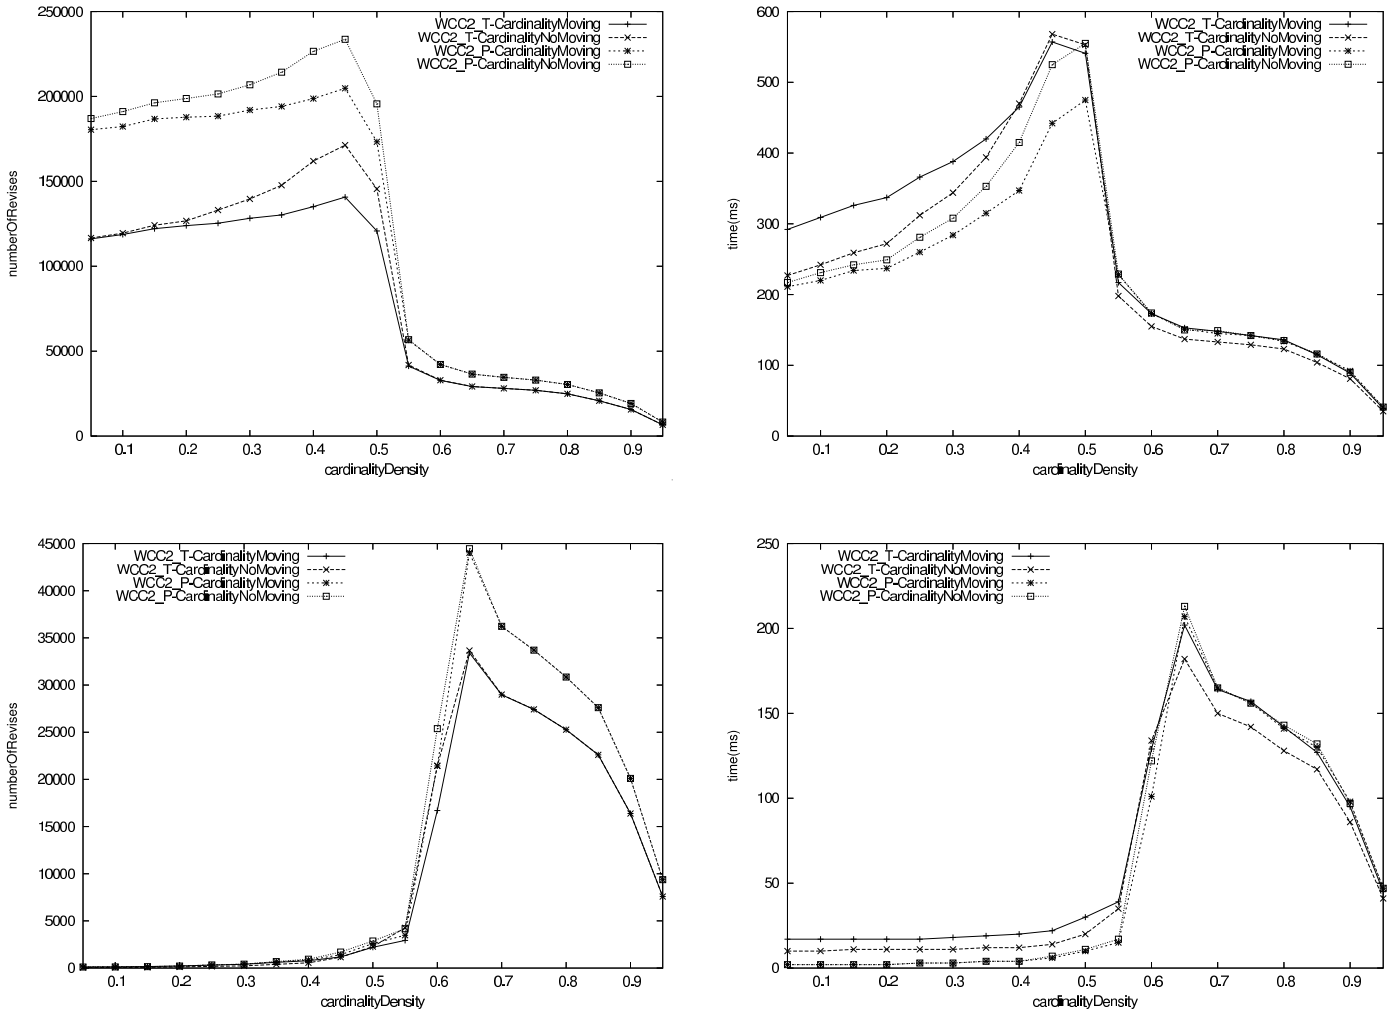 250000
200000
150000
100000
50000
0
numberOfRevises
WCC2_T-CardinalityMoving
WCC2_T-CardinalityNoMoving
WCC2_P-CardinalityMoving
WCC2_P-CardinalityNoMoving
0.1 0.2 0.3 0.4 0.5 0.6 0.7 0.8 0.9
cardinalityDensity
600
500
400
300
200
100
0
time(ms)
WCC2_T-CardinalityMoving
WCC2_T-CardinalityNoMoving
WCC2_P-CardinalityMoving
WCC2_P-CardinalityNoMoving
0.1 0.2 0.3 0.4 0.5 0.6 0.7 0.8 0.9
cardinalityDensity
45000
40000
35000
30000
25000
20000
15000
10000
5000
0
numberOfRevises
WCC2_T-CardinalityMoving
WCC2_T-CardinalityNoMoving
WCC2_P-CardinalityMoving
WCC2_P-CardinalityNoMoving
0.1 0.2 0.3 0.4 0.5 0.6 0.7 0.8 0.9
cardinalityDensity
250
200
150
100
50
0
time(ms)
WCC2_T-CardinalityMoving
WCC2_T-CardinalityNoMoving
WCC2_P-CardinalityMoving
WCC2_P-CardinalityNoMoving
0.1 0.2 0.3 0.4 0.5 0.6 0.7 0.8 0.9
cardinalityDensity